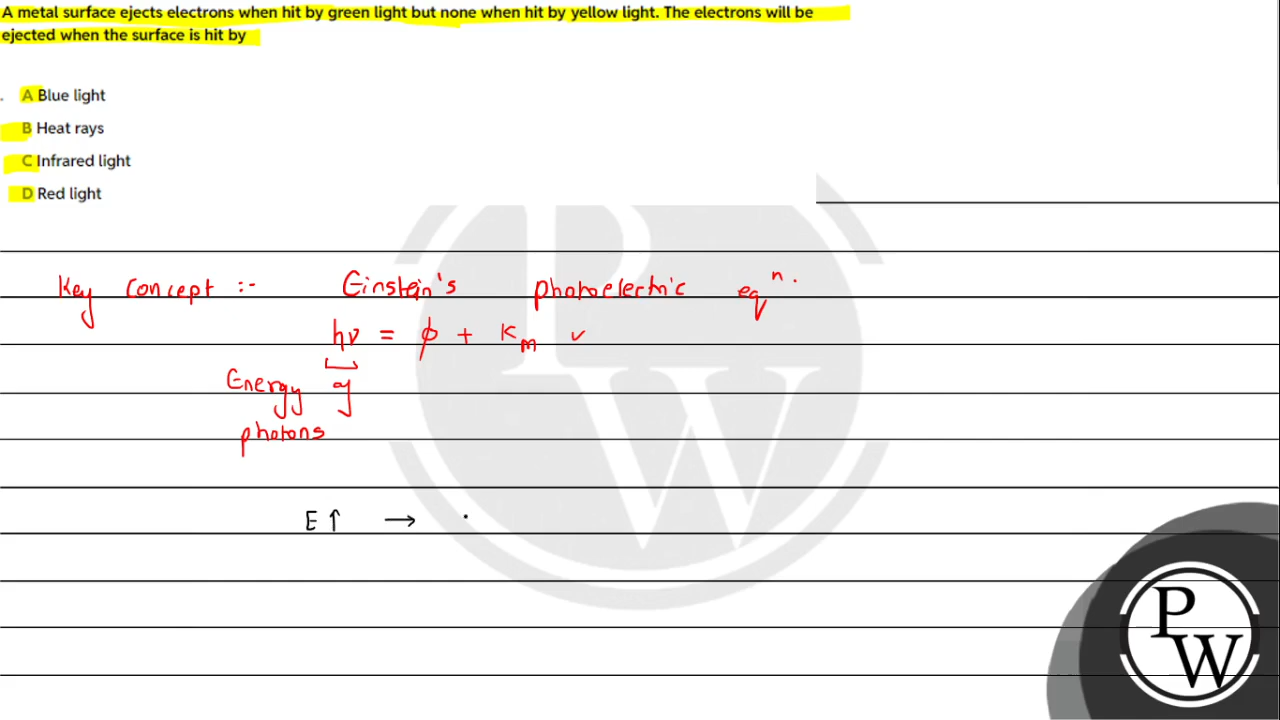 A metal surface ejects electrons when hit by green light but none when hit by yellow light. The electrons will be
ejected when the surface is hit by
. A Blue light
B Heat rays
C Infrared light
D Red light
Key Concept :- Einstein's photoelectric eqⁿ.
hν = φ + Kₘ ν
Energy of
photons
E ↑ →
P
W
P
W